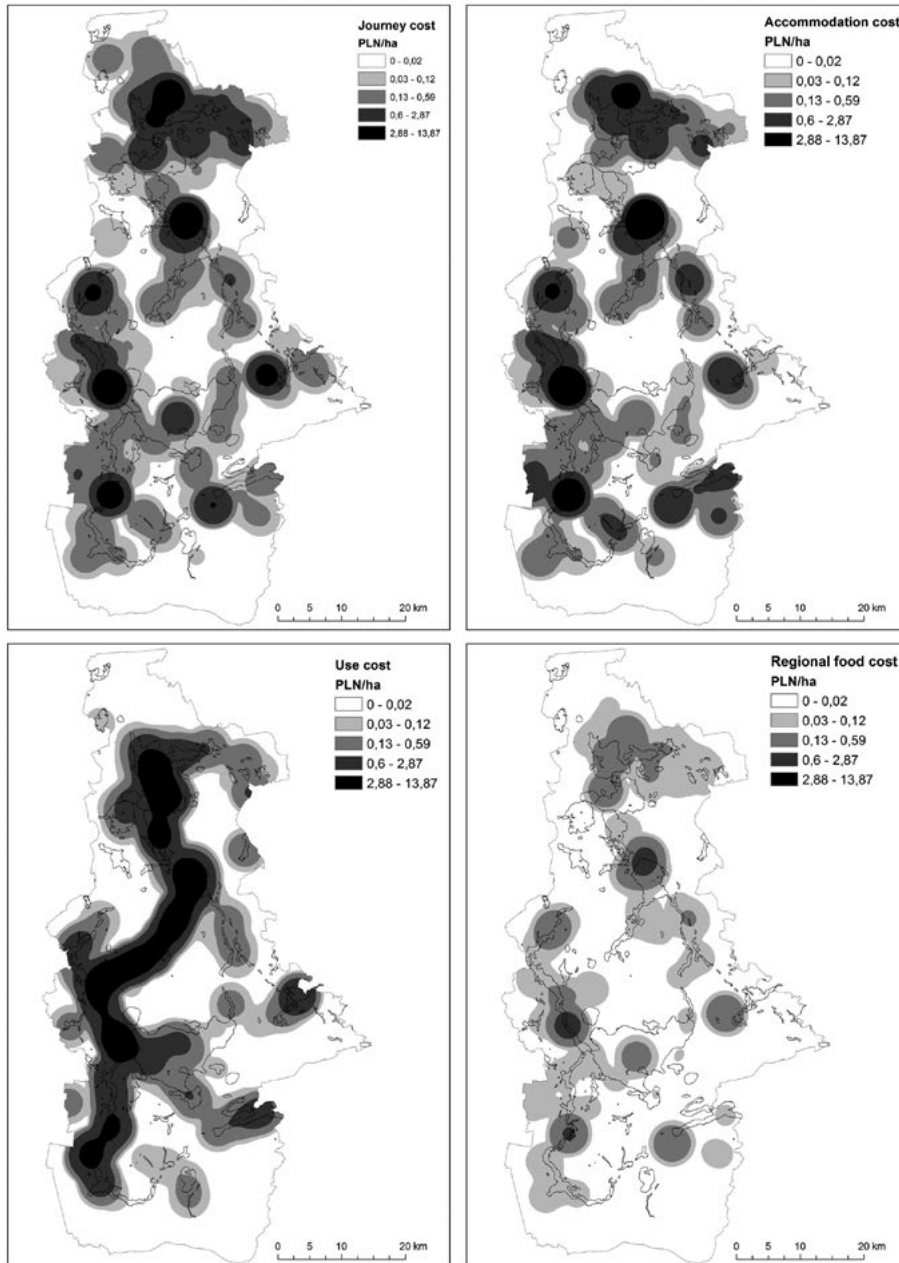 Journey cost
PLN/ha
0 - 0,02
0,03 - 0,12
0,13 - 0,59
0,6 - 2,87
2,88 - 13,87
0 5 10 20 km
Accommodation cost
PLN/ha
0 - 0,02
0,03 - 0,12
0,13 - 0,59
0,6 - 2,87
2,88 - 13,87
0 5 10 20 km
Use cost
PLN/ha
0 - 0,02
0,03 - 0,12
0,13 - 0,59
0,6 - 2,87
2,88 - 13,87
0 5 10 20 km
Regional food cost
PLN/ha
0 - 0,02
0,03 - 0,12
0,13 - 0,59
0,6 - 2,87
2,88 - 13,87
0 5 10 20 km